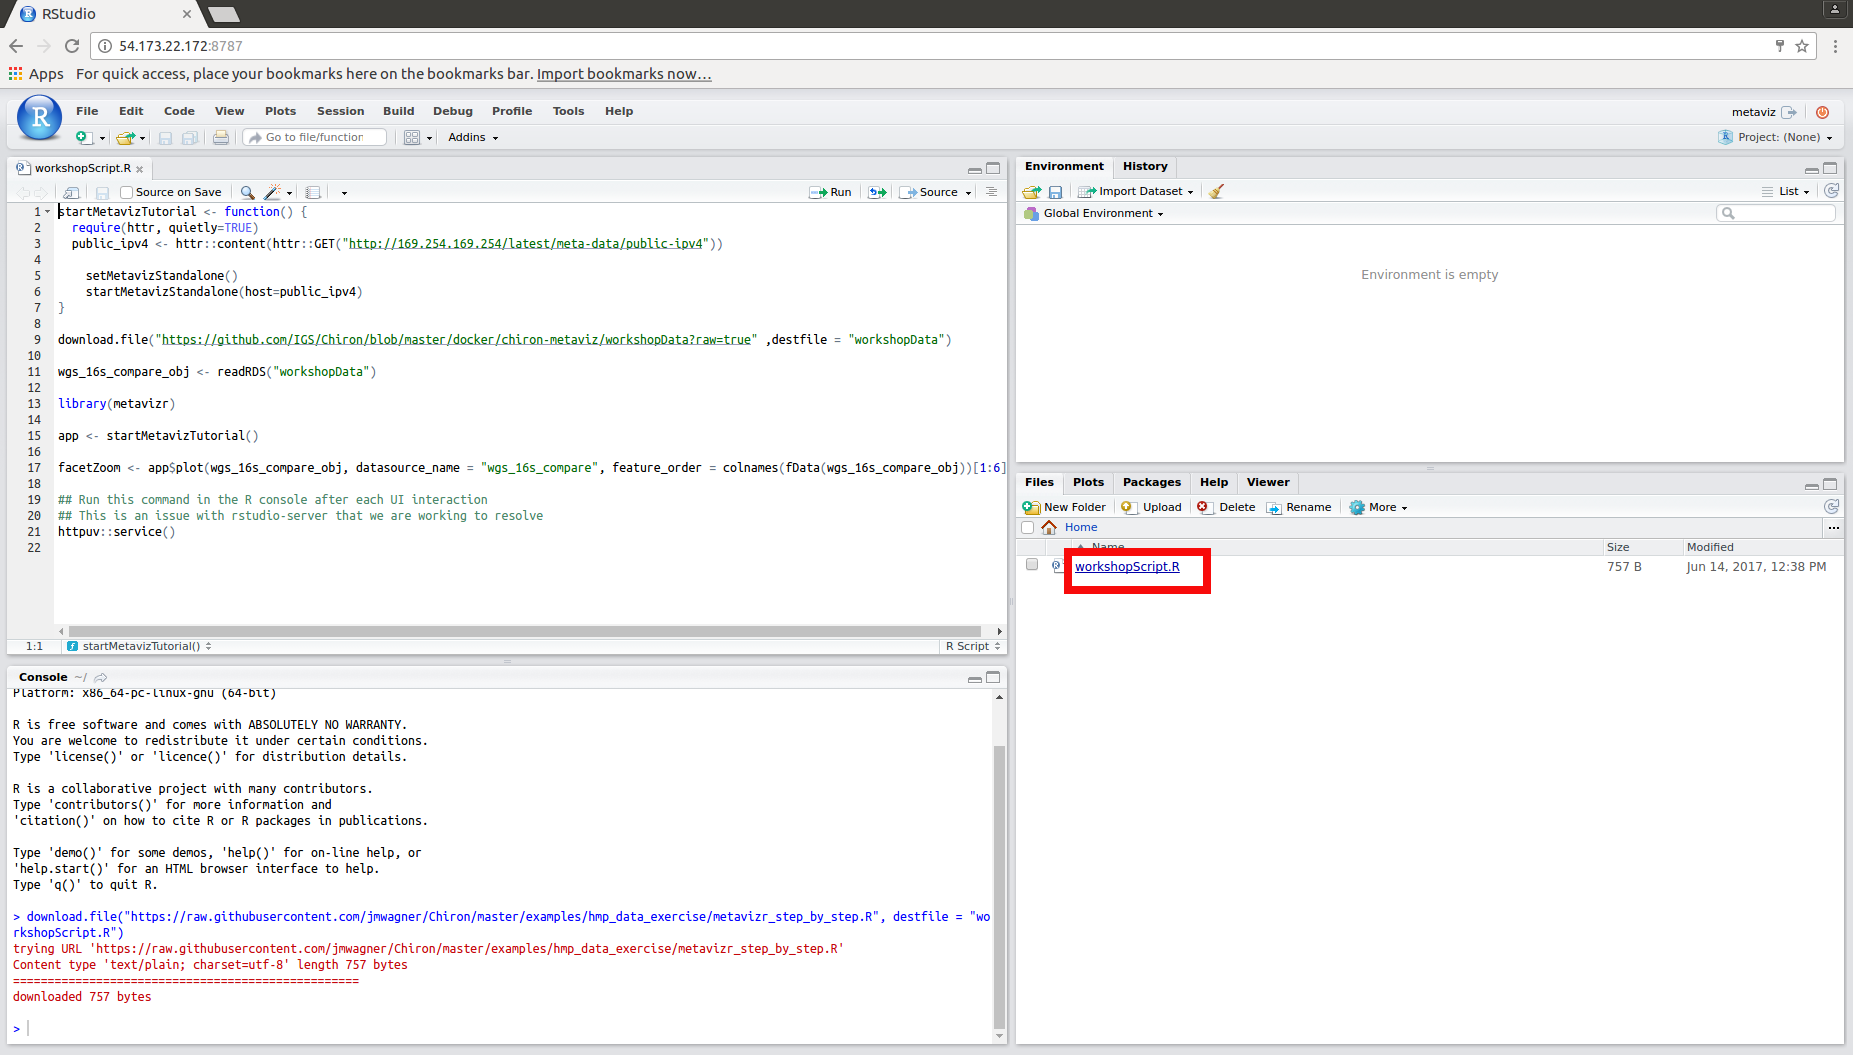 RStudio
54.173.22.172:8787
Apps For quick access, place your bookmarks here on the bookmarks bar. Import bookmarks now...
File Edit Code View Plots Session Build Debug Profile Tools Help
metaviz
Go to file/function Addins
Project: (None)
workshopScript.R
Source on Save Run Source
1 startMetavizTutorial <- function() {
2 require(httr, quietly=TRUE)
3 public_ipv4 <- httr::content(httr::GET("http://169.254.169.254/latest/meta-data/public-ipv4"))
4
5 setMetavizStandalone()
6 startMetavizStandalone(host=public_ipv4)
7 }
8
9 download.file("https://github.com/IGS/Chiron/blob/master/docker/chiron-metaviz/workshopData?raw=true" ,destfile = "workshopData")
10
11 wgs_16s_compare_obj <- readRDS("workshopData")
12
13 library(metavizr)
14
15 app <- startMetavizTutorial()
16
17 facetZoom <- app$plot(wgs_16s_compare_obj, datasource_name = "wgs_16s_compare", feature_order = colnames(fData(wgs_16s_compare_obj))[1:6]
18
19 ## Run this command in the R console after each UI interaction
20 ## This is an issue with rstudio-server that we are working to resolve
21 httpuv::service()
22
1:1 startMetavizTutorial() R Script
Console ~/
Platform: x86_64-pc-linux-gnu (64-bit)
R is free software and comes with ABSOLUTELY NO WARRANTY.
You are welcome to redistribute it under certain conditions.
Type 'license()' or 'licence()' for distribution details.
R is a collaborative project with many contributors.
Type 'contributors()' for more information and
'citation()' on how to cite R or R packages in publications.
Type 'demo()' for some demos, 'help()' for on-line help, or
'help.start()' for an HTML browser interface to help.
Type 'q()' to quit R.
> download.file("https://raw.githubusercontent.com/jmwagner/Chiron/master/examples/hmp_data_exercise/metavizr_step_by_step.R", destfile = "wo
rkshopScript.R")
trying URL 'https://raw.githubusercontent.com/jmwagner/Chiron/master/examples/hmp_data_exercise/metavizr_step_by_step.R'
Content type 'text/plain; charset=utf-8' length 757 bytes
==================================================
downloaded 757 bytes
>
Environment History
Import Dataset List
Global Environment
Environment is empty
Files Plots Packages Help Viewer
New Folder Upload Delete Rename More
Home
Name Size Modified
workshopScript.R 757 B Jun 14, 2017, 12:38 PM